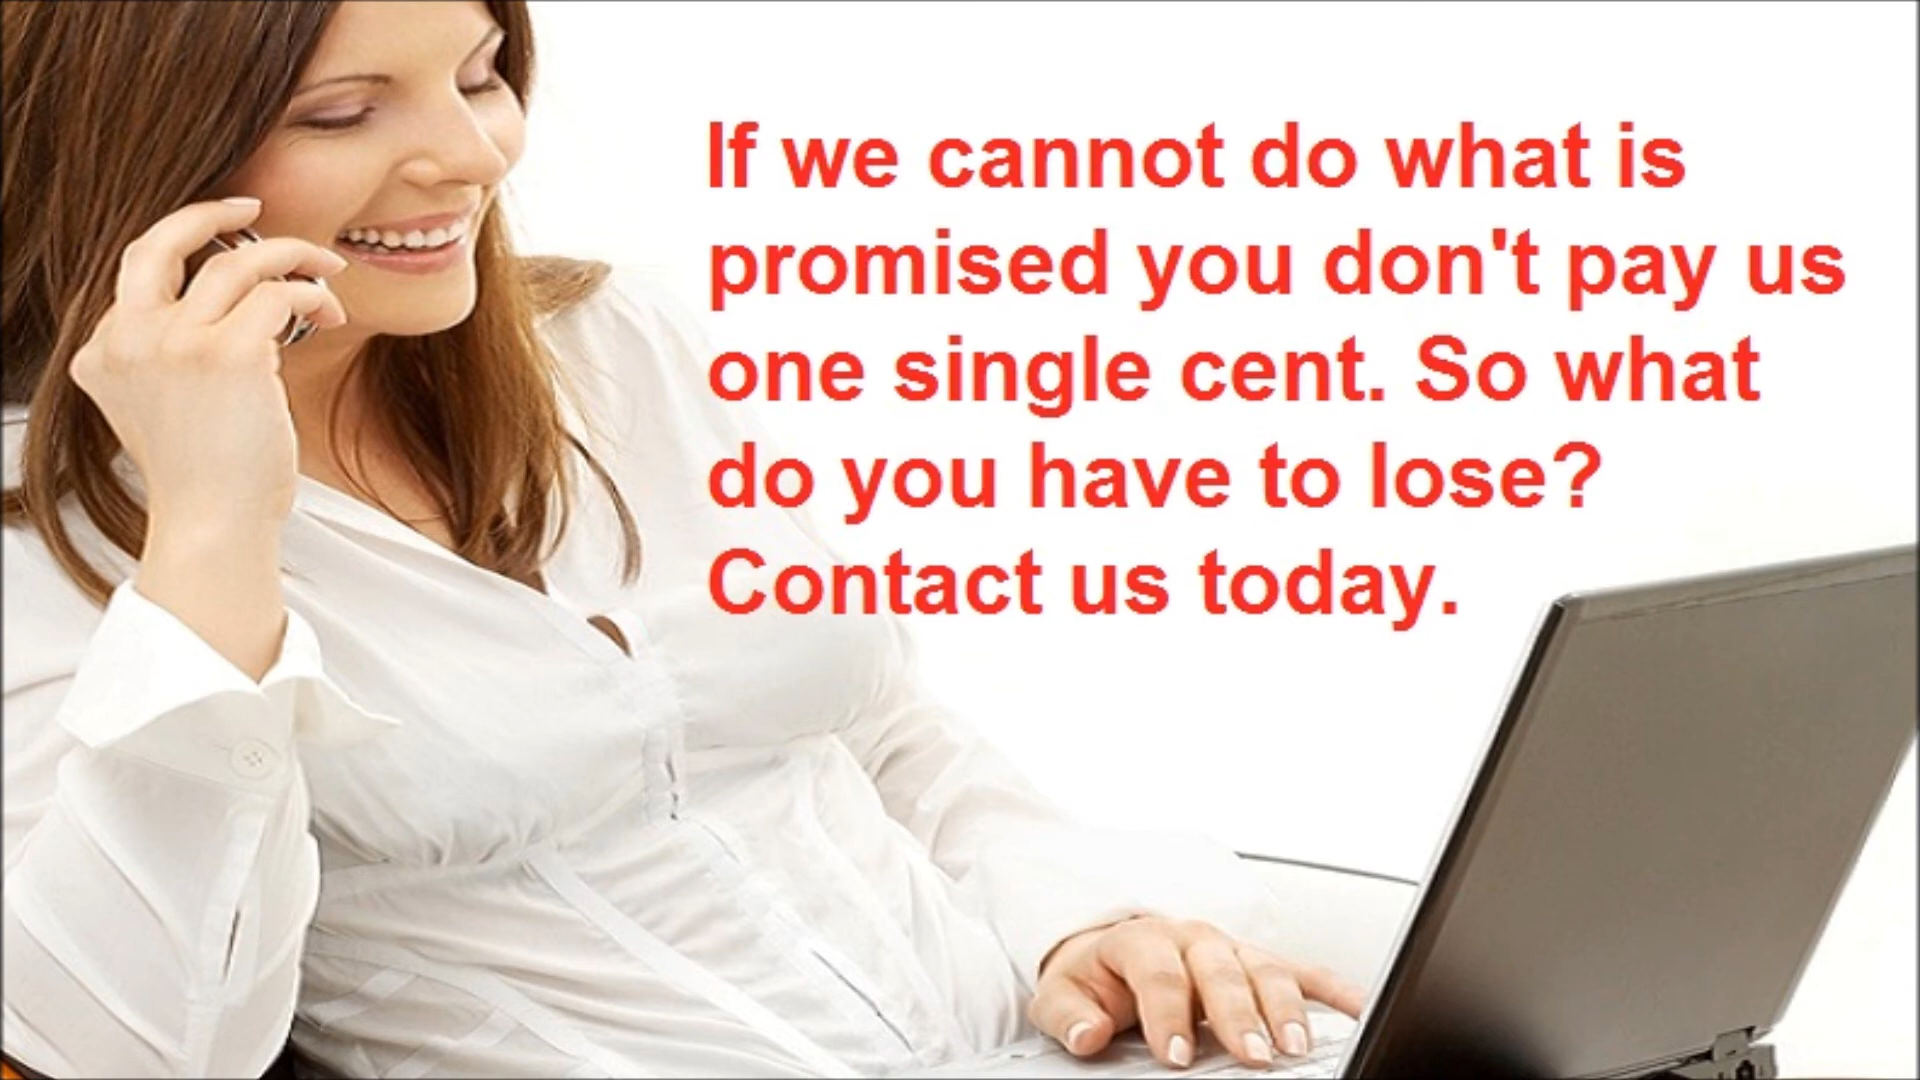 If we cannot do what is
promised you don't pay us
one single cent. So what
do you have to lose?
Contact us today.